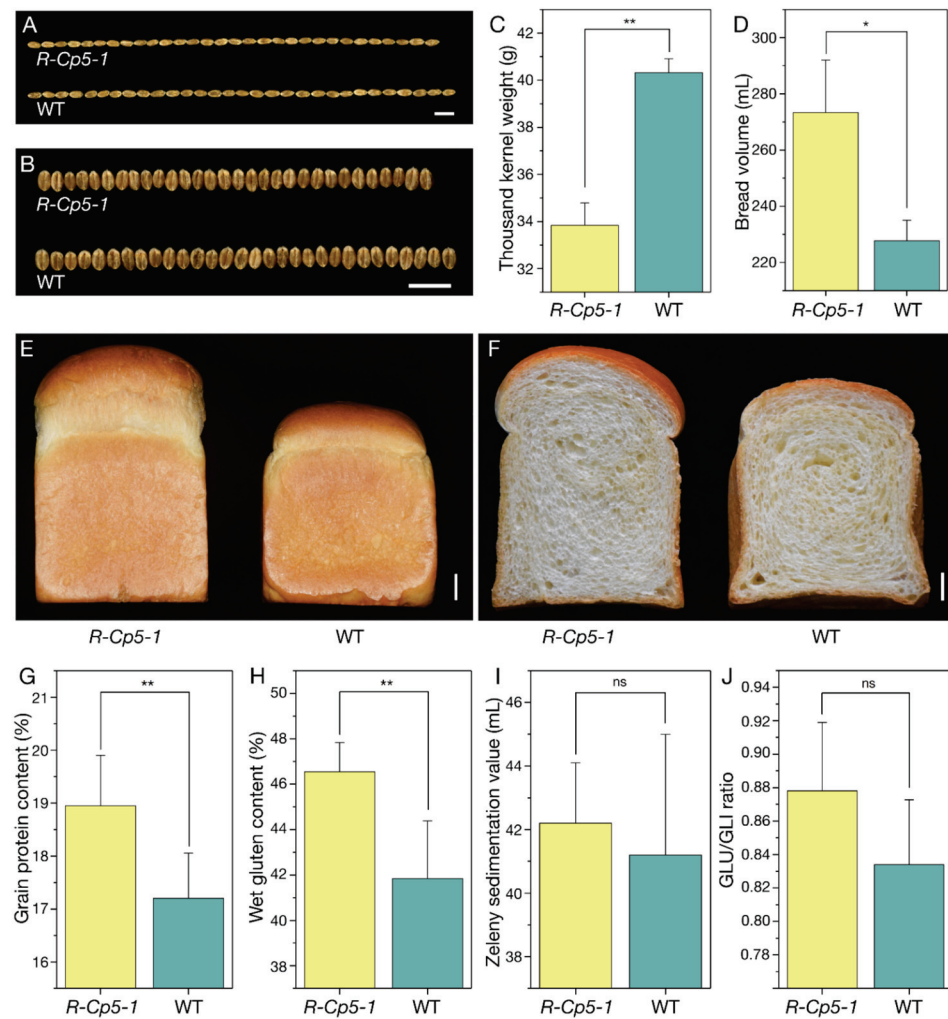 A
R-Cp5-1
WT
B
R-Cp5-1
WT
C
Thousand kernel weight (g)
42
40
38
36
34
32
**
R-Cp5-1 WT
D
Bread volume (mL)
300
280
260
240
220
*
R-Cp5-1 WT
E
R-Cp5-1 WT
F
R-Cp5-1 WT
G
Grain protein content (%)
21
20
19
18
17
16
**
R-Cp5-1 WT
H
Wet gluten content (%)
50
48
46
44
42
40
38
**
R-Cp5-1 WT
I
Zeleny sedimentation value (mL)
46
44
42
40
38
ns
R-Cp5-1 WT
J
GLU/GLI ratio
0.94
0.92
0.90
0.88
0.86
0.84
0.82
0.80
0.78
ns
R-Cp5-1 WT